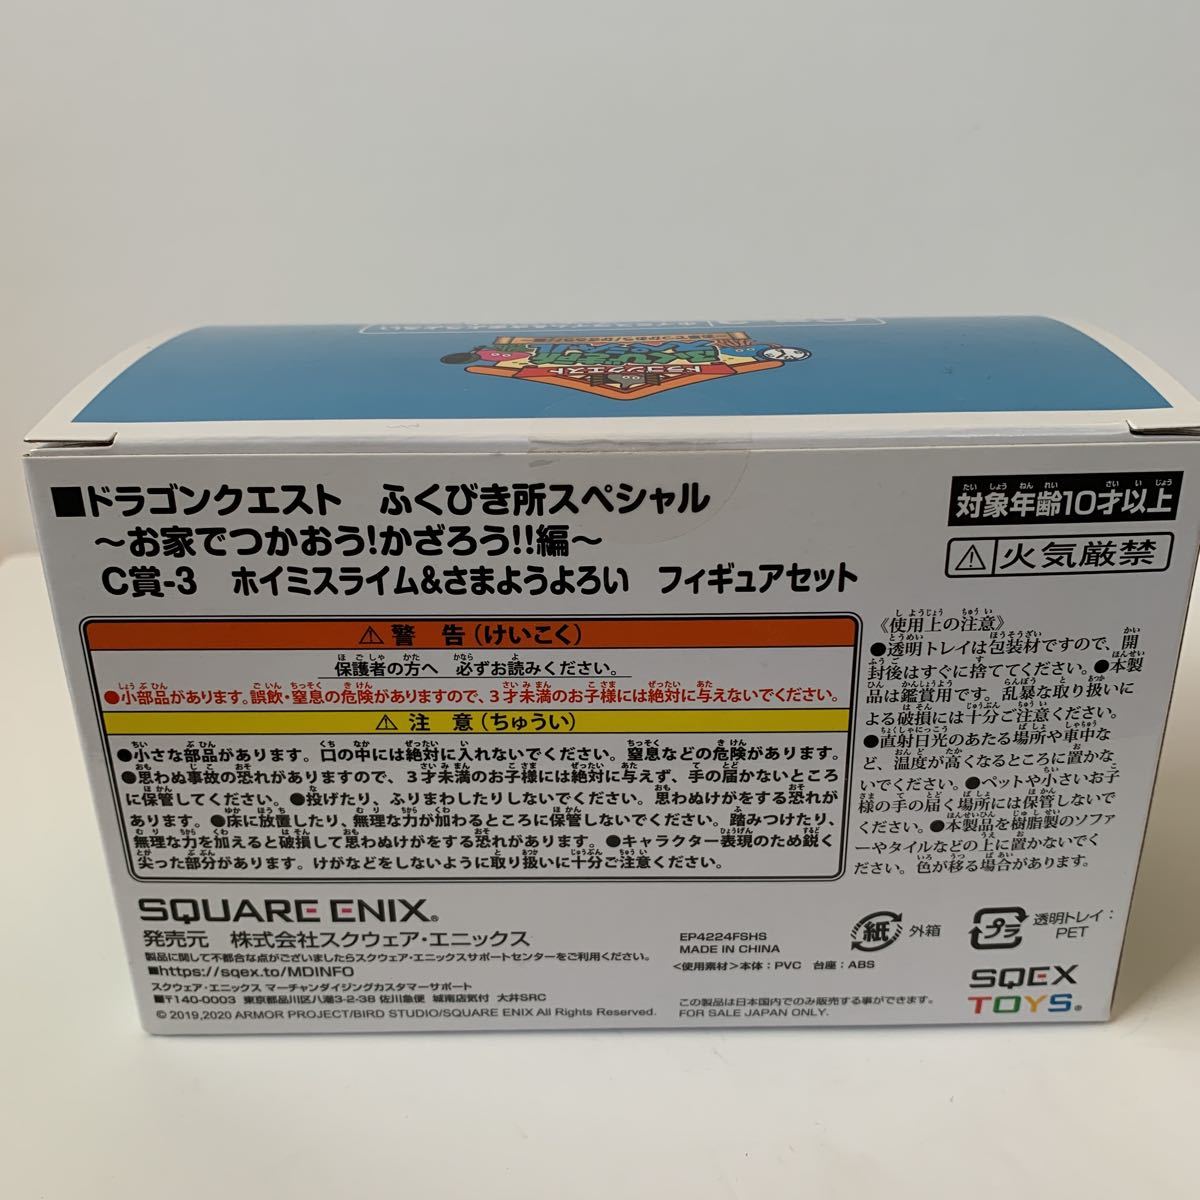 ドラゴンクエスト
ふくびき所
スペシャル
■ドラゴンクエスト ふくびき所スペシャル
～お家でつかおう!かざろう!!編～
C賞-3 ホイミスライム&さまようよろい フィギュアセット
対象年齢10才以上
たい しょう ねん れい さい い じょう
⚠火気厳禁
⚠ 警 告(けいこく)
保護者の方へ 必ずお読みください。
●小部品があります。誤飲・窒息の危険がありますので、3才未満のお子様には絶対に与えないでください。
⚠ 注 意(ちゅうい)
●小さな部品があります。口の中には絶対に入れないでください。窒息などの危険があります。
●思わぬ事故の恐れがありますので、3才未満のお子様には絶対に与えず、手の届かないところ
に保管してください。●投げたり、ふりまわしたりしないでください。思わぬけがをする恐れが
あります。●床に放置したり、無理な力が加わるところに保管しないでください。踏みつけたり、
無理な力を加えると破損して思わぬけがをする恐れがあります。●キャラクター表現のため鋭く
尖った部分があります。けがなどをしないように取り扱いに十分ご注意ください。
《使用上の注意》
●透明トレイは包装材ですので、開
封後はすぐに捨ててください。●本製
品は鑑賞用です。乱暴な取り扱いに
よる破損には十分ご注意ください。
●直射日光のあたる場所や車中な
ど、温度が高くなるところに置かな
いでください。●ペットや小さいお子
様の手の届く場所には保管しないで
ください。●本製品を樹脂製のソファ
ーやタイルなどの上に置かないでく
ださい。色が移る場合があります。
SQUARE ENIX®
発売元 株式会社スクウェア・エニックス
製品に関して不都合な点がございましたらスクウェア・エニックスサポートセンターをご利用ください。
■https://sqex.to/MDINFO
スクウェア・エニックス マーチャンダイジングカスタマーサポート
■〒140-0003 東京都品川区八潮3-2-38 佐川急便 城南店気付 大井SRC
© 2019,2020 ARMOR PROJECT/BIRD STUDIO/SQUARE ENIX All Rights Reserved.
EP4224FSHS
MADE IN CHINA
<使用素材>本体:PVC 台座:ABS
この製品は日本国内でのみ販売する事ができます。
FOR SALE JAPAN ONLY.
紙 外箱
プラ 透明トレイ:
PET
SQEX
TOYS®